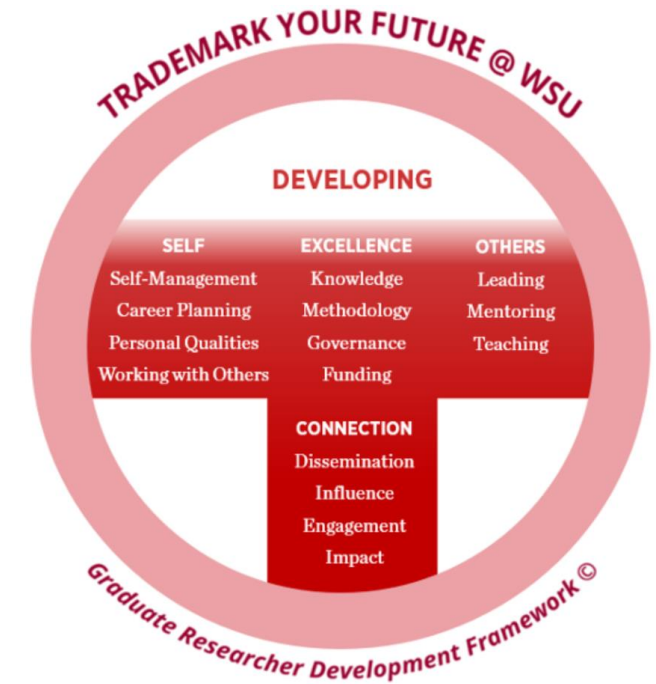 TRADEMARK YOUR FUTURE @ WSU
DEVELOPING
SELF
Self-Management
Career Planning
Personal Qualities
Working with Others
EXCELLENCE
Knowledge
Methodology
Governance
Funding
OTHERS
Leading
Mentoring
Teaching
CONNECTION
Dissemination
Influence
Engagement
Impact
Graduate Researcher Development Framework ©